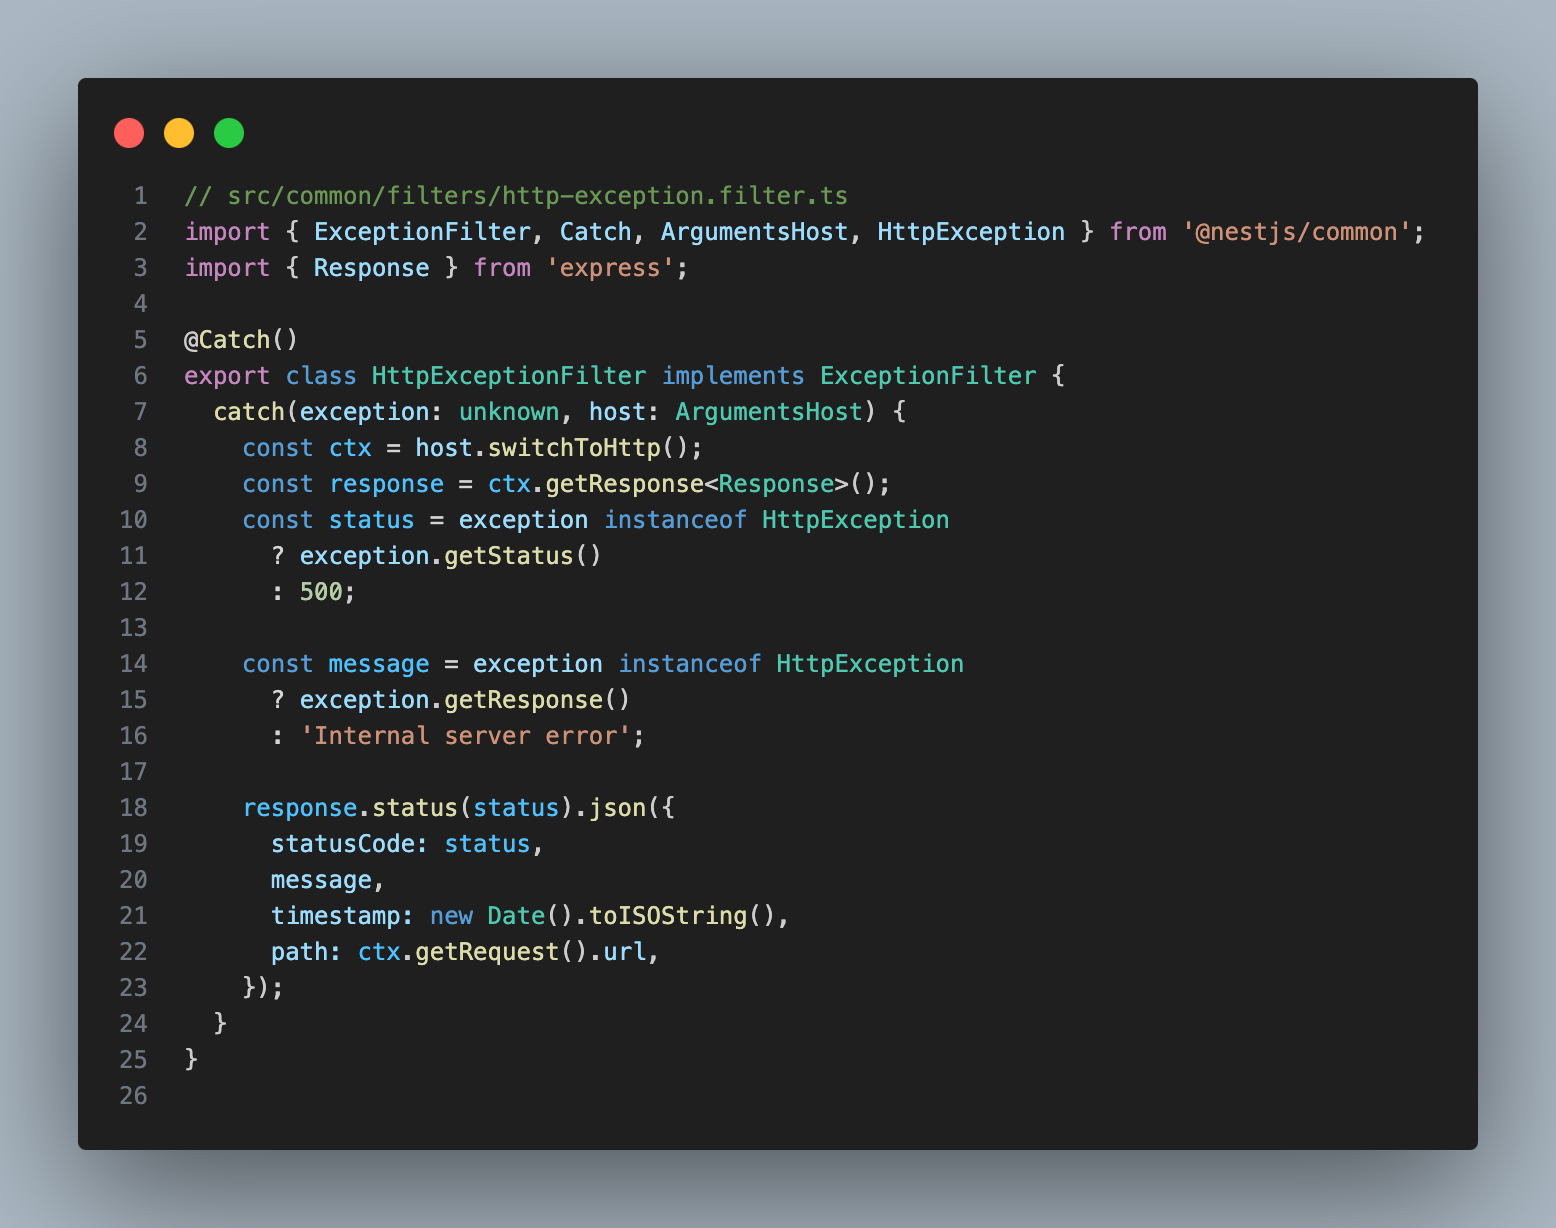 1 // src/common/filters/http-exception.filter.ts
2 import { ExceptionFilter, Catch, ArgumentsHost, HttpException } from '@nestjs/common';
3 import { Response } from 'express';
4
5 @Catch()
6 export class HttpExceptionFilter implements ExceptionFilter {
7   catch(exception: unknown, host: ArgumentsHost) {
8     const ctx = host.switchToHttp();
9     const response = ctx.getResponse<Response>();
10     const status = exception instanceof HttpException
11       ? exception.getStatus()
12       : 500;
13
14     const message = exception instanceof HttpException
15       ? exception.getResponse()
16       : 'Internal server error';
17
18     response.status(status).json({
19       statusCode: status,
20       message,
21       timestamp: new Date().toISOString(),
22       path: ctx.getRequest().url,
23     });
24   }
25 }
26